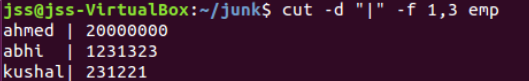 jss@jss-VirtualBox:~/junk$ cut -d "|" -f 1,3 emp
ahmed | 20000000
abhi  | 1231323
kushal| 231221